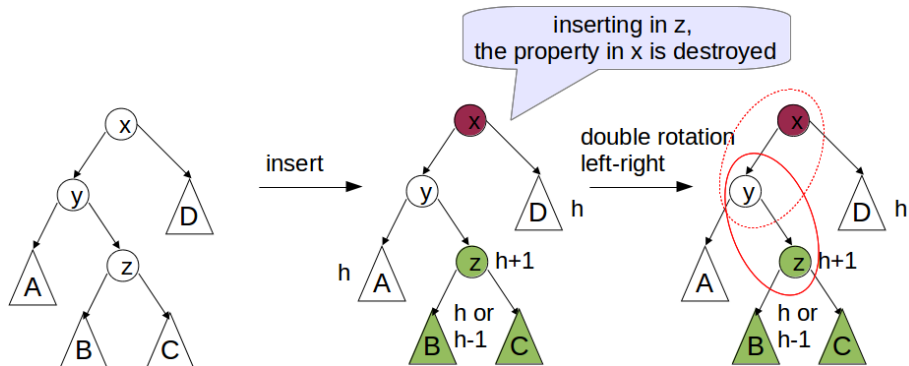 inserting in z,
the property in x is destroyed
x
y
D
z
A
B
C
insert
x
y
D
h
h
A
z
h+1
h or
h-1
B
C
double rotation
left-right
x
y
D
h
A
z
h+1
h or
h-1
B
C